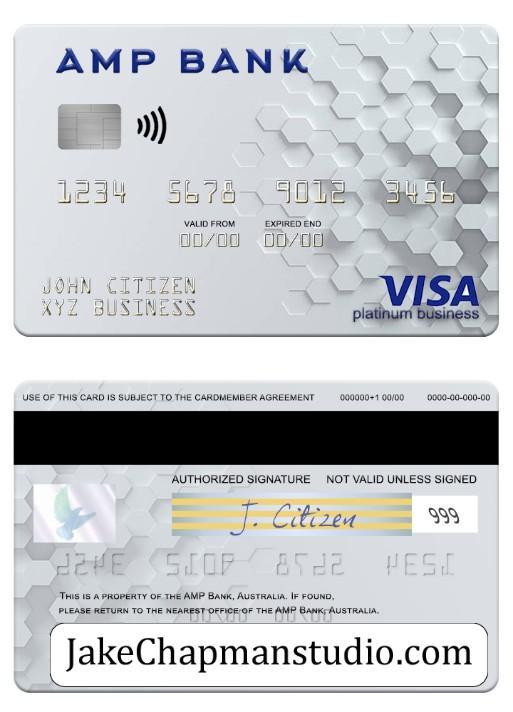 AMP BANK
1234 5678 9012 3456
VALID FROM EXPIRED END
00/00 00/00
JOHN CITIZEN
XYZ BUSINESS
VISA
platinum business
USE OF THIS CARD IS SUBJECT TO THE CARDMEMBER AGREEMENT 000000+1 00/00 0000-00-000-00
AUTHORIZED SIGNATURE NOT VALID UNLESS SIGNED
J. Citizen 999
THIS IS A PROPERTY OF THE AMP BANK, AUSTRALIA. IF FOUND,
PLEASE RETURN TO THE NEAREST OFFICE OF THE AMP BANK, AUSTRALIA.
JakeChapmanstudio.com